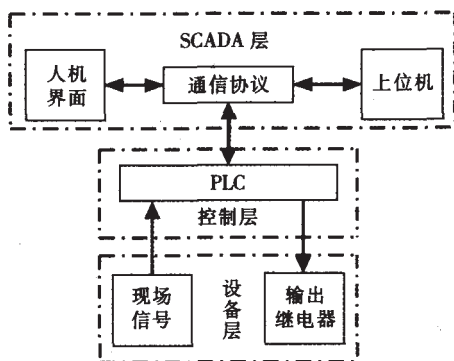 SCADA 层
人机
界面
通信协议
上位机
PLC
控制层
现场
信号
设
备
层
输出
继电器